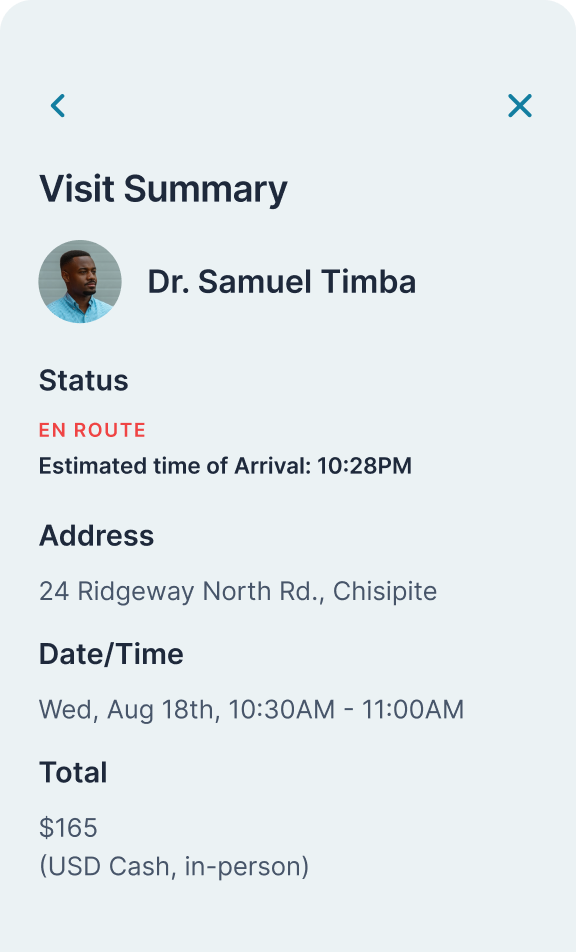 Visit Summary
Dr. Samuel Timba
Status
EN ROUTE
Estimated time of Arrival: 10:28PM
Address
24 Ridgeway North Rd., Chisipite
Date/Time
Wed, Aug 18th, 10:30AM - 11:00AM
Total
$165
(USD Cash, in-person)